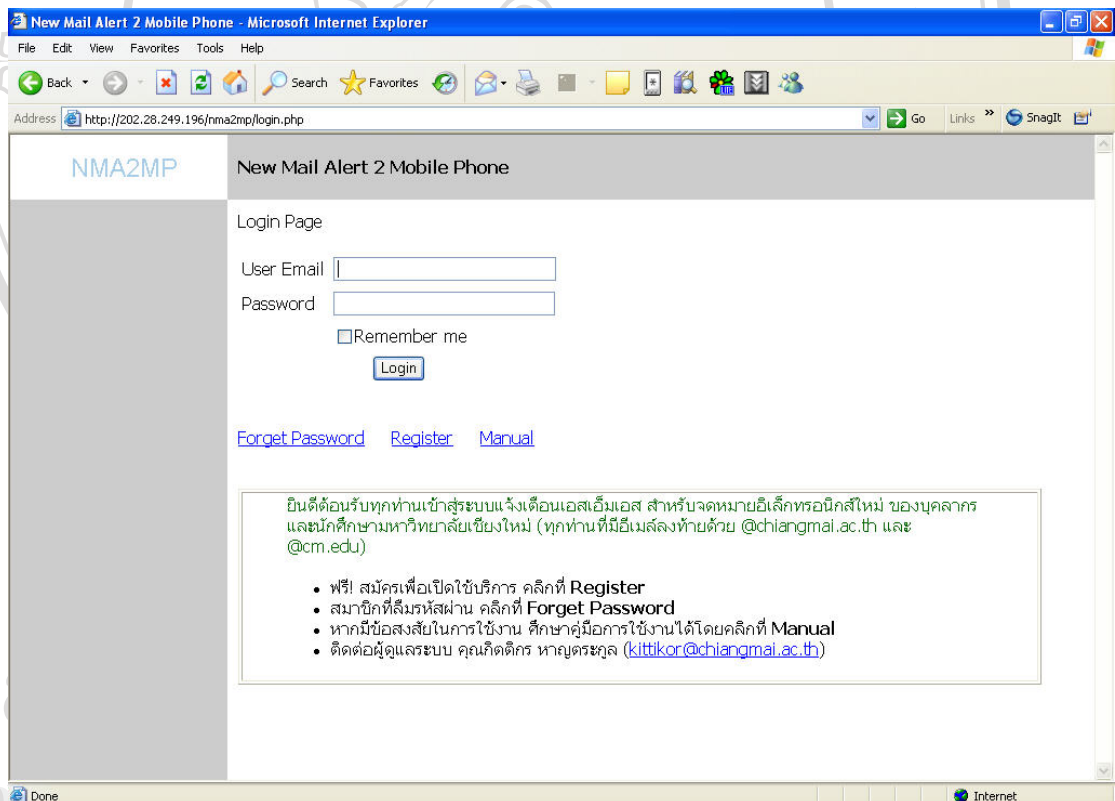 New Mail Alert 2 Mobile Phone - Microsoft Internet Explorer
File Edit View Favorites Tools Help
Back Search Favorites
Address http://202.28.249.196/nma2mp/login.php Go Links » SnagIt
NMA2MP New Mail Alert 2 Mobile Phone
Login Page
User Email
Password
Remember me
Login
Forget Password Register Manual
ยินดีต้อนรับทุกท่านเข้าสู่ระบบแจ้งเตือนเอสเอ็มเอส สำหรับจดหมายอิเล็กทรอนิกส์ใหม่ ของบุคลากร
และนักศึกษามหาวิทยาลัยเชียงใหม่ (ทุกท่านที่มีอีเมล์ลงท้ายด้วย @chiangmai.ac.th และ
@cm.edu)
• ฟรี! สมัครเพื่อเปิดใช้บริการ คลิกที่ Register
• สมาชิกที่ลืมรหัสผ่าน คลิกที่ Forget Password
• หากมีข้อสงสัยในการใช้งาน ศึกษาคู่มือการใช้งานได้โดยคลิกที่ Manual
• ติดต่อผู้ดูแลระบบ คุณกิตติกร หาญตระกูล (kittikor@chiangmai.ac.th)
Done Internet